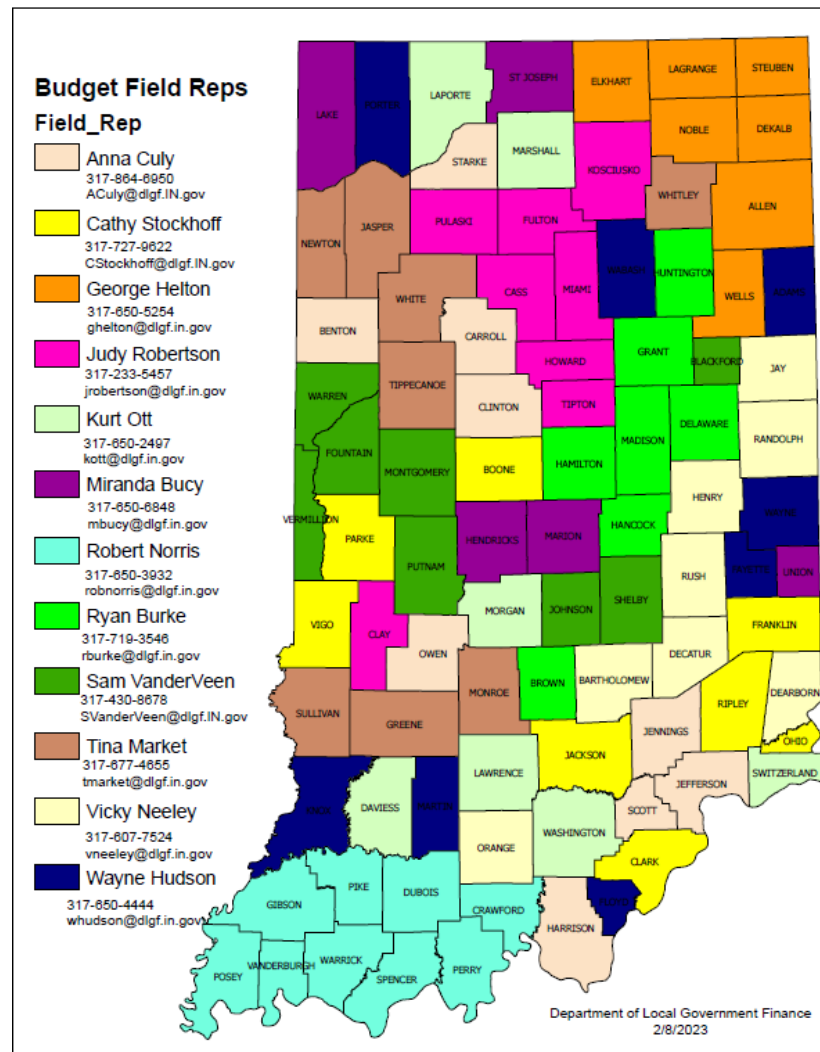 Budget Field Reps
Field_Rep
Anna Culy
317-864-6950
ACuly@dlgf.IN.gov
Cathy Stockhoff
317-727-9622
CStockhoff@dlgf.IN.gov
George Helton
317-650-5254
ghelton@dlgf.in.gov
Judy Robertson
317-233-5457
jrobertson@dlgf.in.gov
Kurt Ott
317-650-2497
kott@dlgf.in.gov
Miranda Bucy
317-650-6848
mbucy@dlgf.in.gov
Robert Norris
317-650-3932
robnorris@dlgf.in.gov
Ryan Burke
317-719-3546
rburke@dlgf.in.gov
Sam VanderVeen
317-430-8678
SVanderVeen@dlgf.IN.gov
Tina Market
317-677-4655
tmarket@dlgf.in.gov
Vicky Neeley
317-607-7524
vneeley@dlgf.in.gov
Wayne Hudson
317-650-4444
whudson@dlgf.in.gov
LAKE
PORTER
LAPORTE
ST JOSEPH
ELKHART
LAGRANGE
STEUBEN
NOBLE
DEKALB
STARKE
MARSHALL
KOSCIUSKO
WHITLEY
ALLEN
NEWTON
JASPER
PULASKI
FULTON
WABASH
HUNTINGTON
WELLS
ADAMS
WHITE
CASS
MIAMI
BENTON
CARROLL
HOWARD
GRANT
BLACKFORD
JAY
WARREN
TIPPECANOE
CLINTON
TIPTON
MADISON
DELAWARE
RANDOLPH
FOUNTAIN
MONTGOMERY
BOONE
HAMILTON
HENRY
VERMILLION
PARKE
PUTNAM
HENDRICKS
MARION
HANCOCK
WAYNE
RUSH
FAYETTE
UNION
VIGO
CLAY
OWEN
MORGAN
JOHNSON
SHELBY
FRANKLIN
DECATUR
SULLIVAN
GREENE
MONROE
BROWN
BARTHOLOMEW
DEARBORN
RIPLEY
OHIO
JENNINGS
JACKSON
SWITZERLAND
JEFFERSON
LAWRENCE
KNOX
DAVIESS
MARTIN
SCOTT
WASHINGTON
ORANGE
CLARK
PIKE
DUBOIS
GIBSON
CRAWFORD
FLOYD
HARRISON
POSEY
VANDERBURGH
WARRICK
SPENCER
PERRY
Department of Local Government Finance
2/8/2023